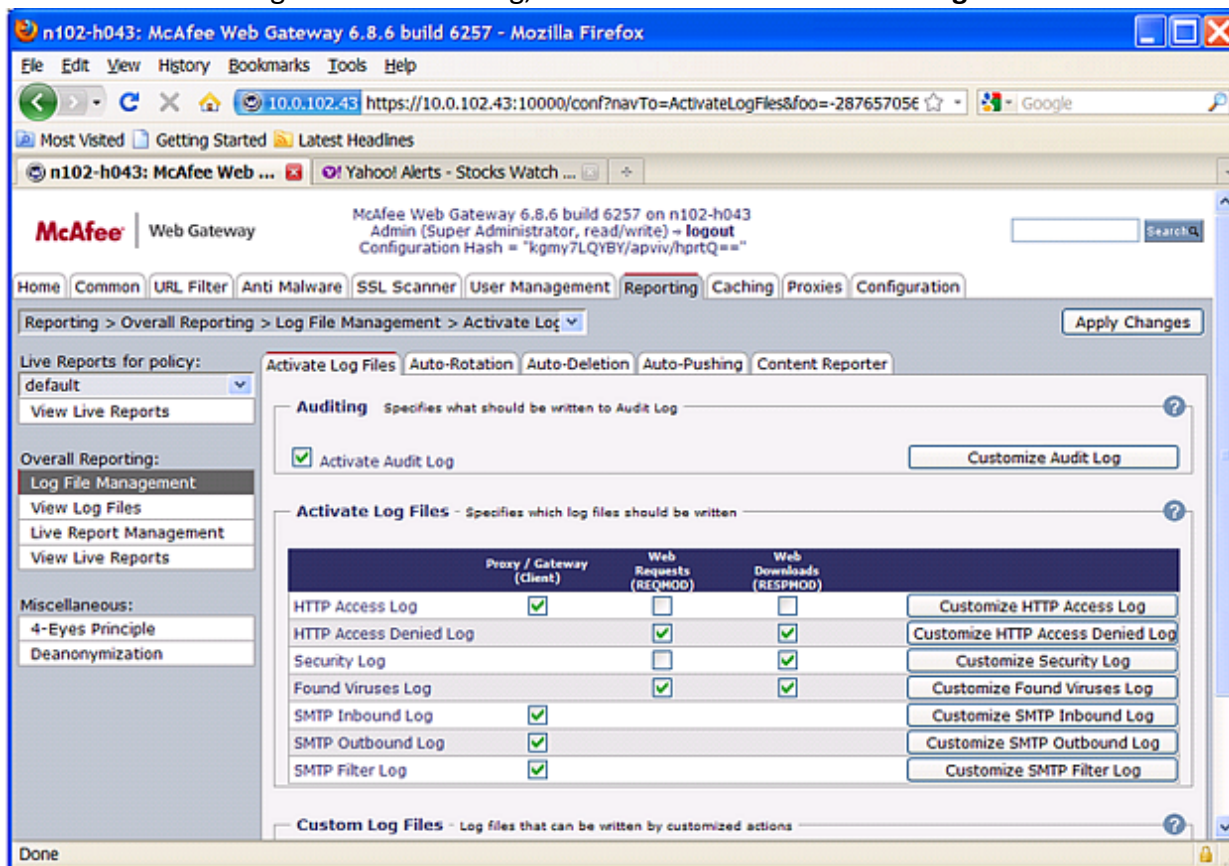 n102-h043: McAfee Web Gateway 6.8.6 build 6257 - Mozilla Firefox
File Edit View History Bookmarks Tools Help
10.0.102.43 https://10.0.102.43:10000/conf?navTo=ActivateLogFiles&foo=-287657056 Google
Most Visited Getting Started Latest Headlines
n102-h043: McAfee Web ... Yahoo! Alerts - Stocks Watch ...
McAfee Web Gateway
McAfee Web Gateway 6.8.6 build 6257 on n102-h043
Admin (Super Administrator, read/write) → logout
Configuration Hash = "kgmy7LQYBY/apviv/hprtQ=="
Search
Home Common URL Filter Anti Malware SSL Scanner User Management Reporting Caching Proxies Configuration
Reporting > Overall Reporting > Log File Management > Activate Log
Apply Changes
Live Reports for policy:
default
View Live Reports
Overall Reporting:
Log File Management
View Log Files
Live Report Management
View Live Reports
Miscellaneous:
4-Eyes Principle
Deanonymization
Activate Log Files Auto-Rotation Auto-Deletion Auto-Pushing Content Reporter
Auditing Specifies what should be written to Audit Log
Activate Audit Log Customize Audit Log
Activate Log Files - Specifies which log files should be written
Proxy / Gateway (Client) Web Requests (REQMOD) Web Downloads (RESPMOD)
HTTP Access Log Customize HTTP Access Log
HTTP Access Denied Log Customize HTTP Access Denied Log
Security Log Customize Security Log
Found Viruses Log Customize Found Viruses Log
SMTP Inbound Log Customize SMTP Inbound Log
SMTP Outbound Log Customize SMTP Outbound Log
SMTP Filter Log Customize SMTP Filter Log
Custom Log Files - Log files that can be written by customized actions
Done